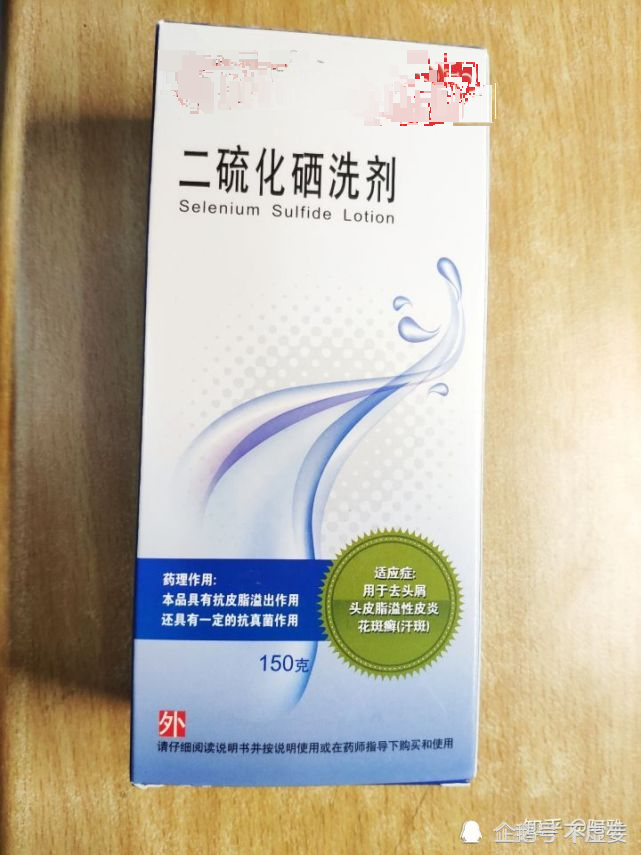 二硫化硒洗剂
Selenium Sulfide Lotion
药理作用:
本品具有抗皮脂溢出作用
还具有一定的抗真菌作用
适应症:
用于去头屑
头皮脂溢性皮炎
花斑癣(汗斑)
150克
外
请仔细阅读说明书并按说明使用或在药师指导下购买和使用